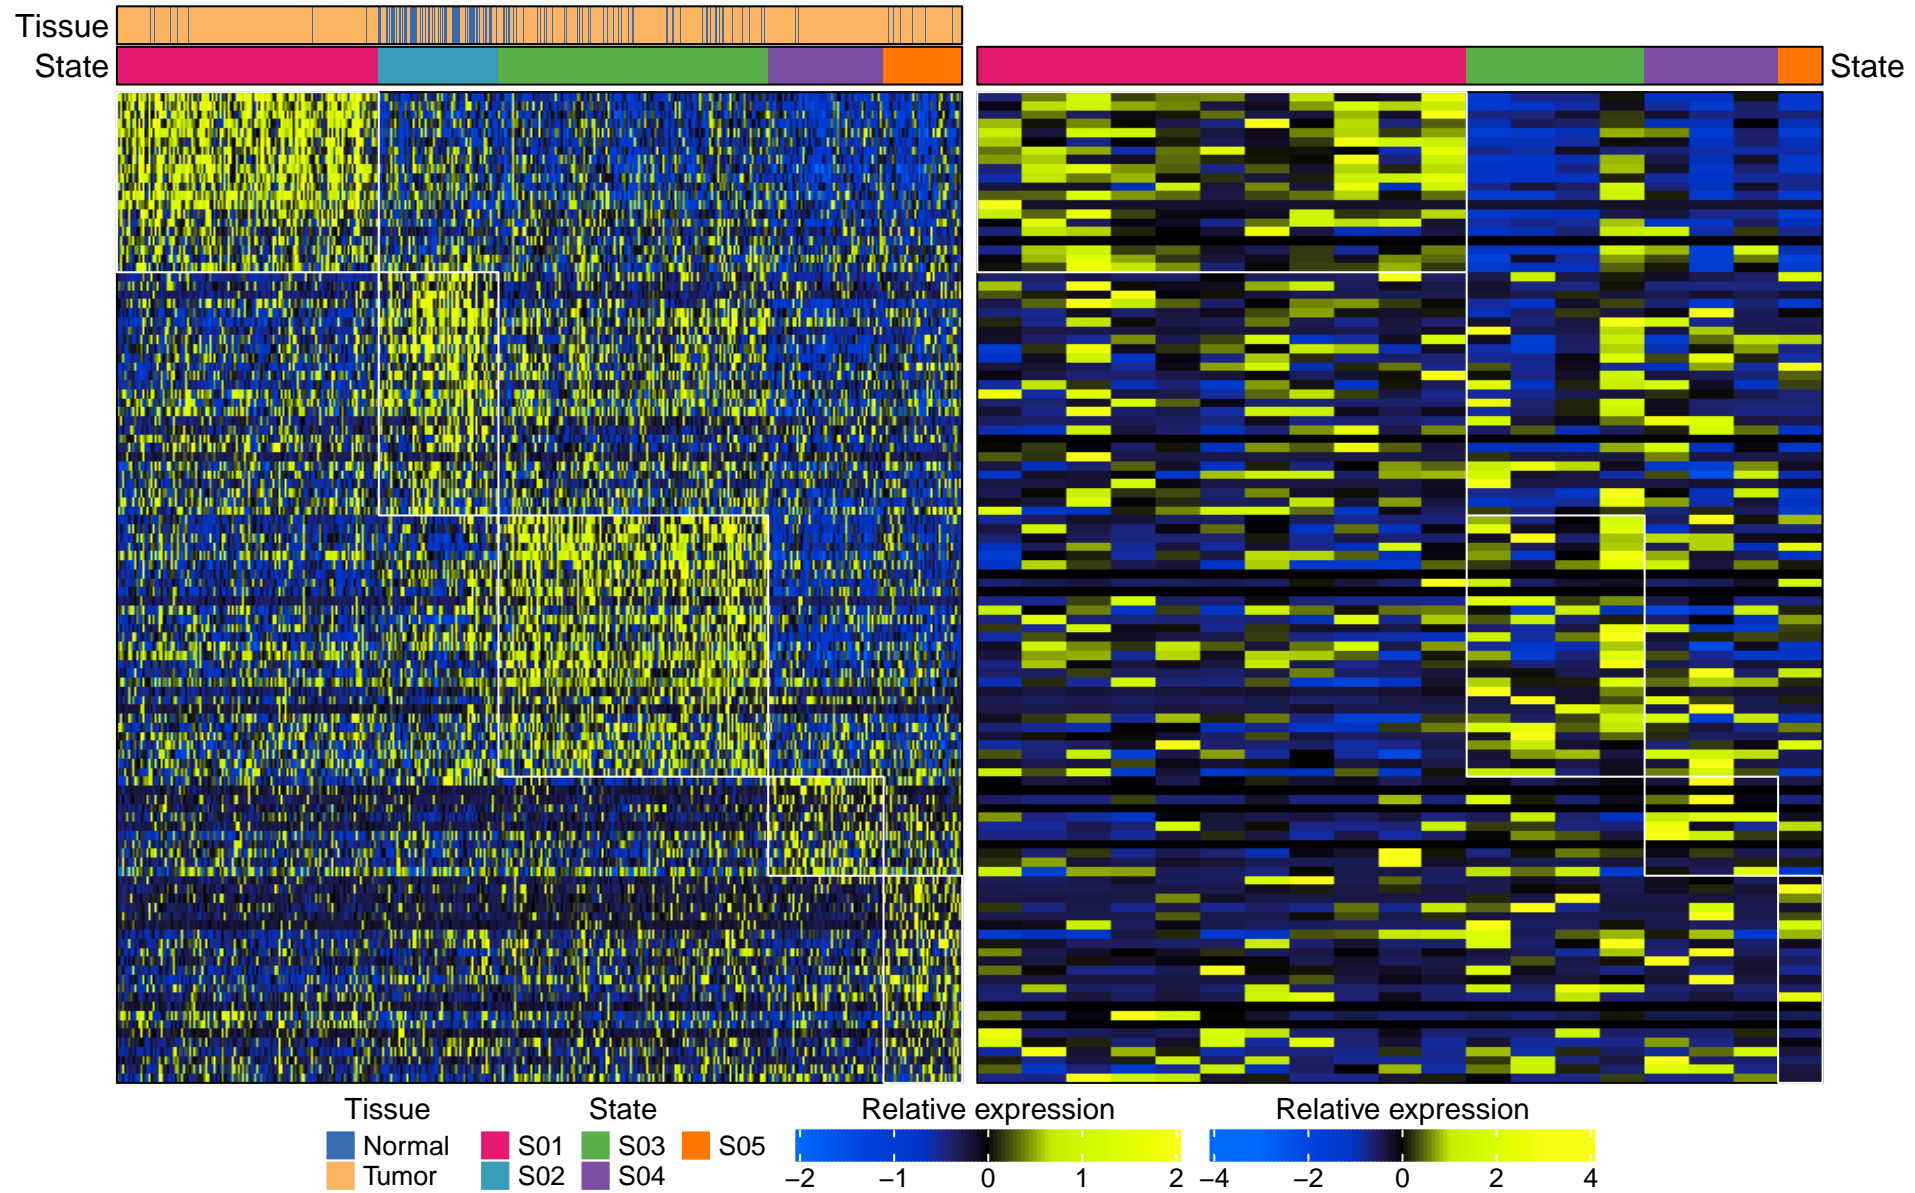 Tissue
State
State
Tissue
Normal
Tumor
State
S01
S02
S03
S04
S05
Relative expression
−2 −1 0 1 2
Relative expression
−4 −2 0 2 4